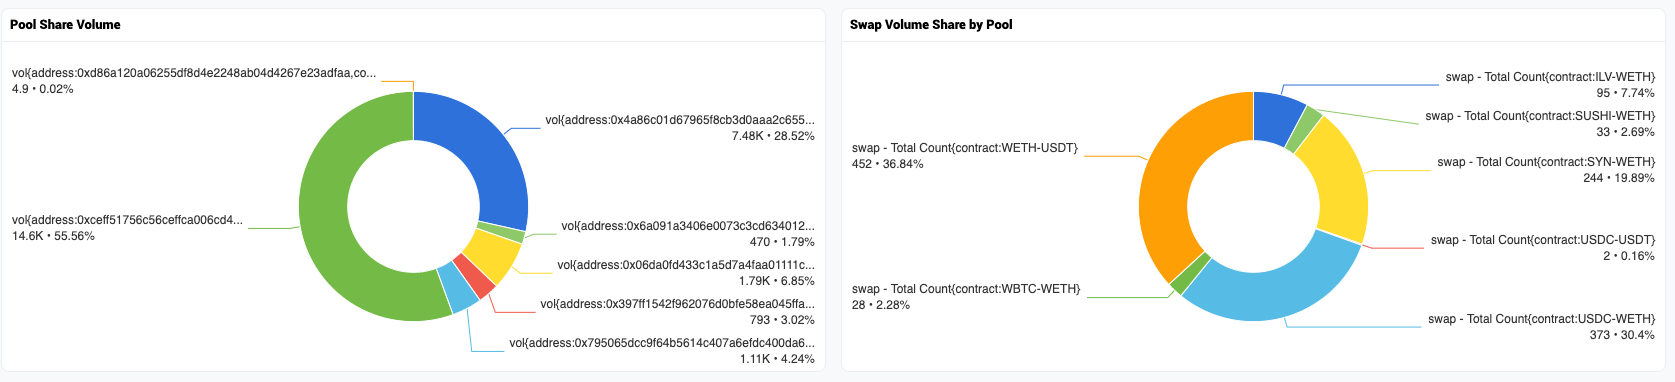 Pool Share Volume
vol{address:0xd86a120a06255df8d4e2248ab04d4267e23adfaa,co...
4.9 • 0.02%
vol{address:0x4a86c01d67965f8cb3d0aaa2c655...
7.48K • 28.52%
vol{address:0xceff51756c56ceffca006cd4...
14.6K • 55.56%
vol{address:0x6a091a3406e0073c3cd634012...
470 • 1.79%
vol{address:0x06da0fd433c1a5d7a4faa01111c...
1.79K • 6.85%
vol{address:0x397ff1542f962076d0bfe58ea045ffa...
793 • 3.02%
vol{address:0x795065dcc9f64b5614c407a6efdc400da6...
1.11K • 4.24%
Swap Volume Share by Pool
swap - Total Count{contract:ILV-WETH}
95 • 7.74%
swap - Total Count{contract:SUSHI-WETH}
33 • 2.69%
swap - Total Count{contract:WETH-USDT}
452 • 36.84%
swap - Total Count{contract:SYN-WETH}
244 • 19.89%
swap - Total Count{contract:USDC-USDT}
2 • 0.16%
swap - Total Count{contract:WBTC-WETH}
28 • 2.28%
swap - Total Count{contract:USDC-WETH}
373 • 30.4%